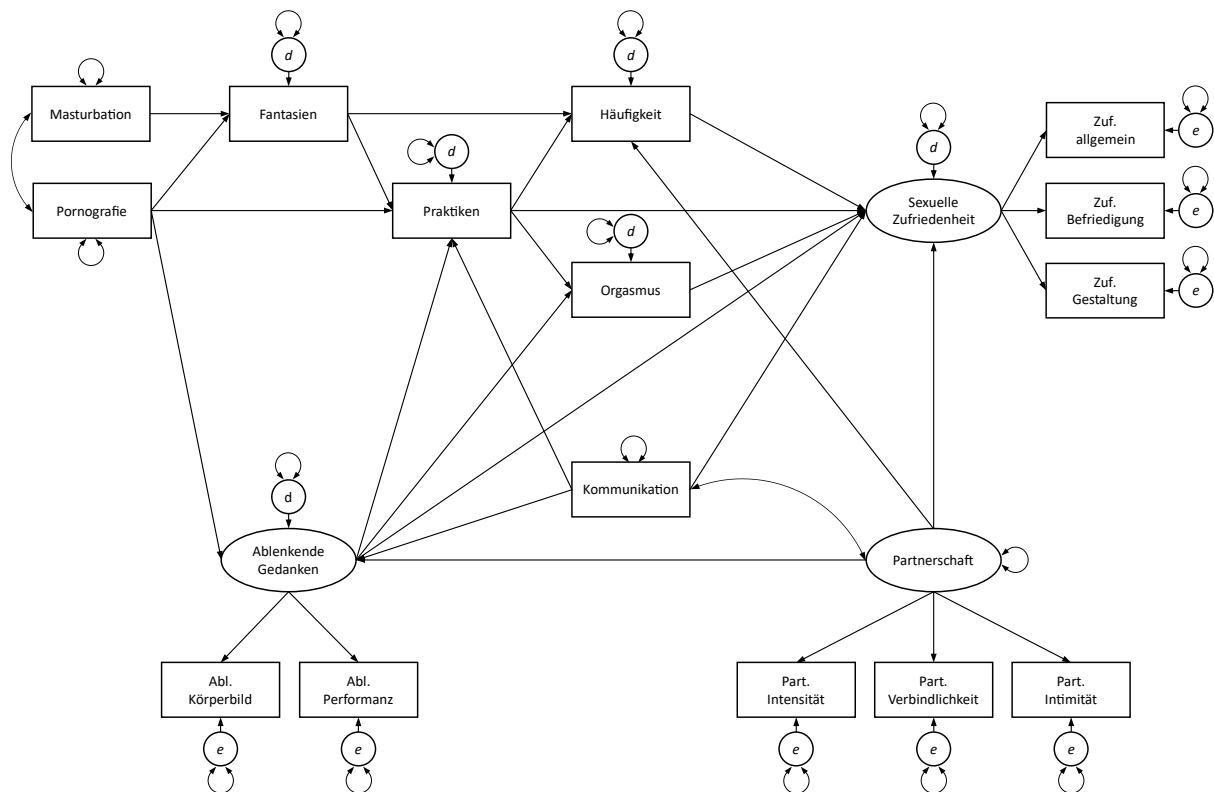 d
d
Masturbation
Fantasien
Häufigkeit
Zuf.
allgemein
e
d
d
Pornografie
Praktiken
Sexuelle
Zufriedenheit
Zuf.
Befriedigung
e
d
Orgasmus
Zuf.
Gestaltung
e
Kommunikation
d
Ablenkende
Gedanken
Partnerschaft
Abl.
Körperbild
Abl.
Performanz
Part.
Intensität
Part.
Verbindlichkeit
Part.
Intimität
e
e
e
e
e